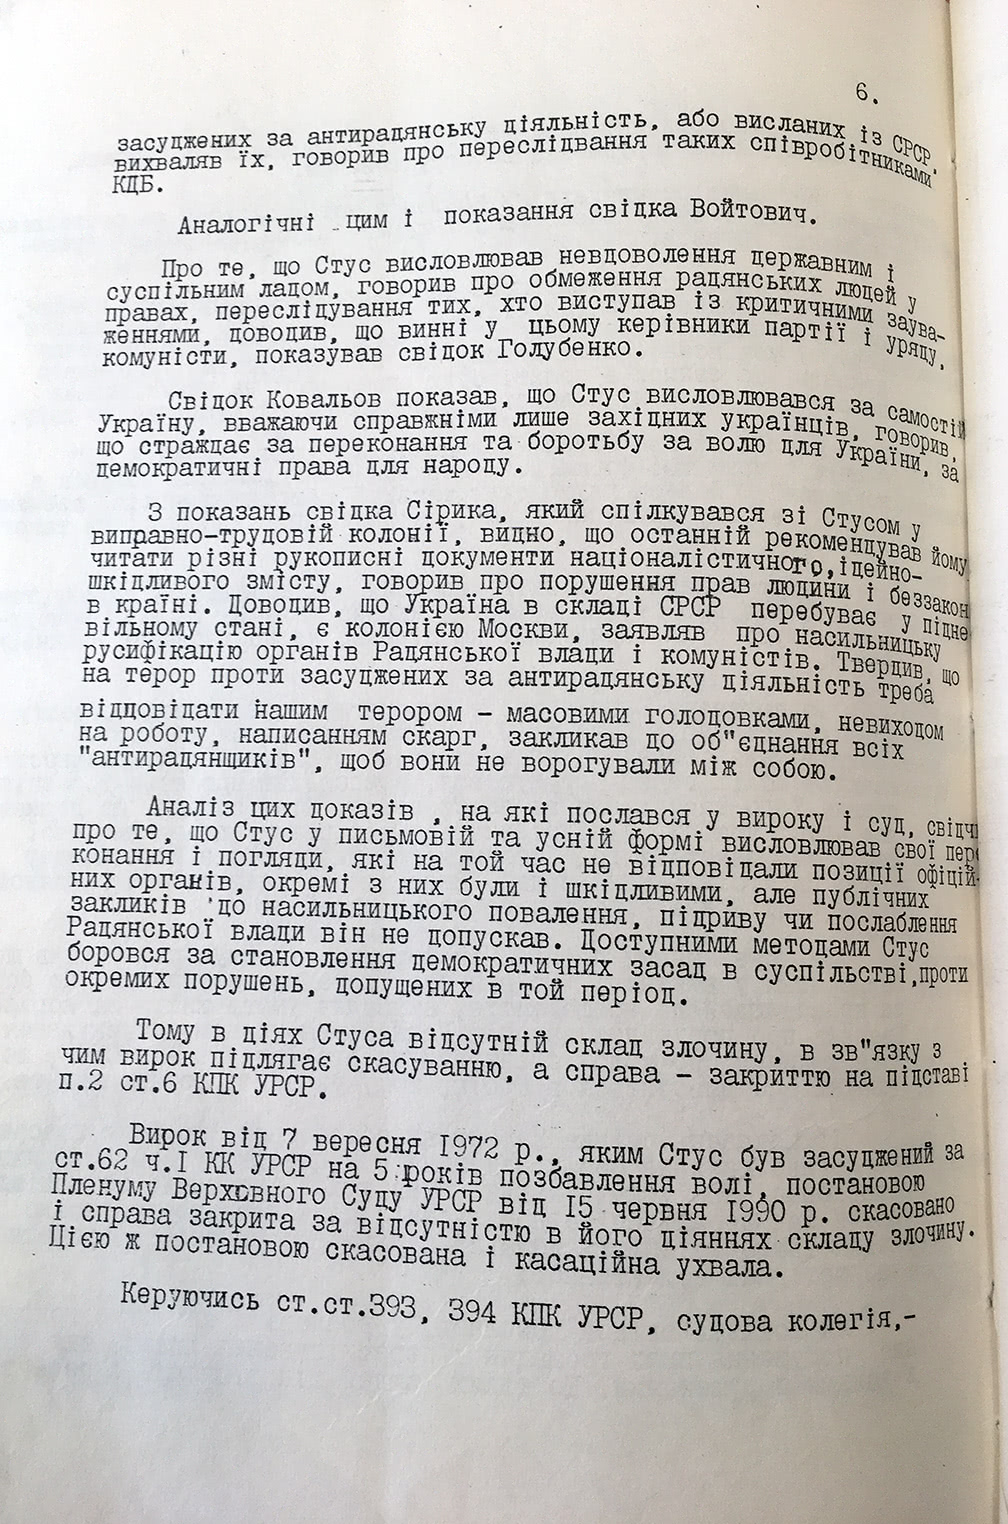 6.
засуджених за антирадянську діяльність, або висланих із СРСР,
вихваляв їх, говорив про переслідвання таких співробітниками
КДБ.
Аналогічні цим і показання свідка Войтович.
Про те, що Стус висловлював невдоволення державним і
суспільним ладом, говорив про обмеження радянських людей у
правах, переслідування тих, хто виступав із критичними заува-
женнями, доводив, що винні у цьому керівники партії і уряду,
комуністи, показував свідок Голубенко.
Свідок Ковальов показав, що Стус висловлювався за самостій
Україну, вважаючи справжніми лише західних українців, говорив,
що страждає за переконання та боротьбу за волю для України, за
демократичні права для народу.
З показань свідка Сірика, який спілкувався зі Стусом у
виправно-трудовій колонії, видно, що останній рекомендував йому
читати різні рукописні документи націоналістичного, ідейно-
шкідливого змісту, говорив про порушення прав людини і беззакон
в країні. Доводив, що Україна в складі СРСР перебуває у підне
вільному стані, є колонією Москви, заявляв про насильницьку
русифікацію органів Радянської влади і комуністів. Твердив, що
на терор проти засуджених за антирадянську діяльність треба
відповідати нашим терором - масовими голодовками, невиходом
на роботу, написанням скарг, закликав до об"єднання всіх
"антирадянщиків", щоб вони не ворогували між собою.
Аналіз цих доказів , на які послався у вироку і суд, свідчи
про те, що Стус у письмовій та усній формі висловлював свої пер
конання і погляди, які на той час не відповідали позиції офіцій-
них органів, окремі з них були і шкідливими, але публічних
закликів до насильницького повалення, підриву чи послаблення
Радянської влади він не допускав. Доступними методами Стус
боровся за становлення демократичних засад в суспільстві,проти
окремих порушень, допущених в той період.
Тому в діях Стуса відсутній склад злочину, в зв"язку з
чим вирок підлягає скасуванню, а справа - закриттю на підставі
п.2 ст.6 КПК УРСР.
Вирок від 7 вересня I972 р., яким Стус був засуджений за
ст.62 ч.I КК УРСР на 5 років позбавлення волі, постановою
Пленуму Верховного Суду УРСР від I5 червня I990 р. скасовано
і справа закрита за відсутністю в його діяннях складу злочину.
Цією ж постановою скасована і касаційна ухвала.
Керуючись ст.ст.393, 394 КПК УРСР, судова колегія,-